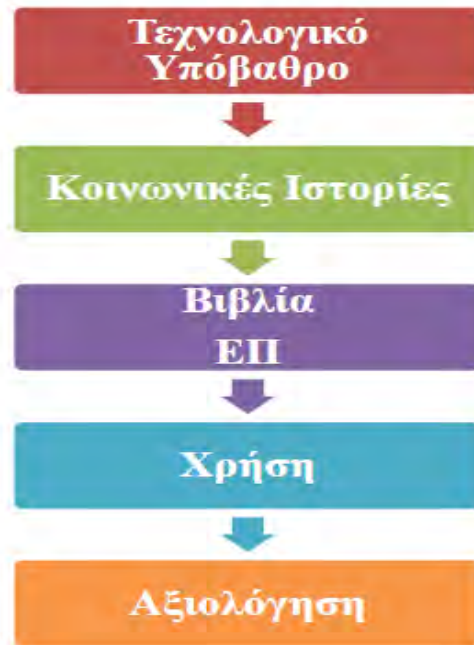 Τεχνολογικό
Υπόβαθρο
Κοινωνικές Ιστορίες
Βιβλία
ΕΠ
Χρήση
Αξιολόγηση